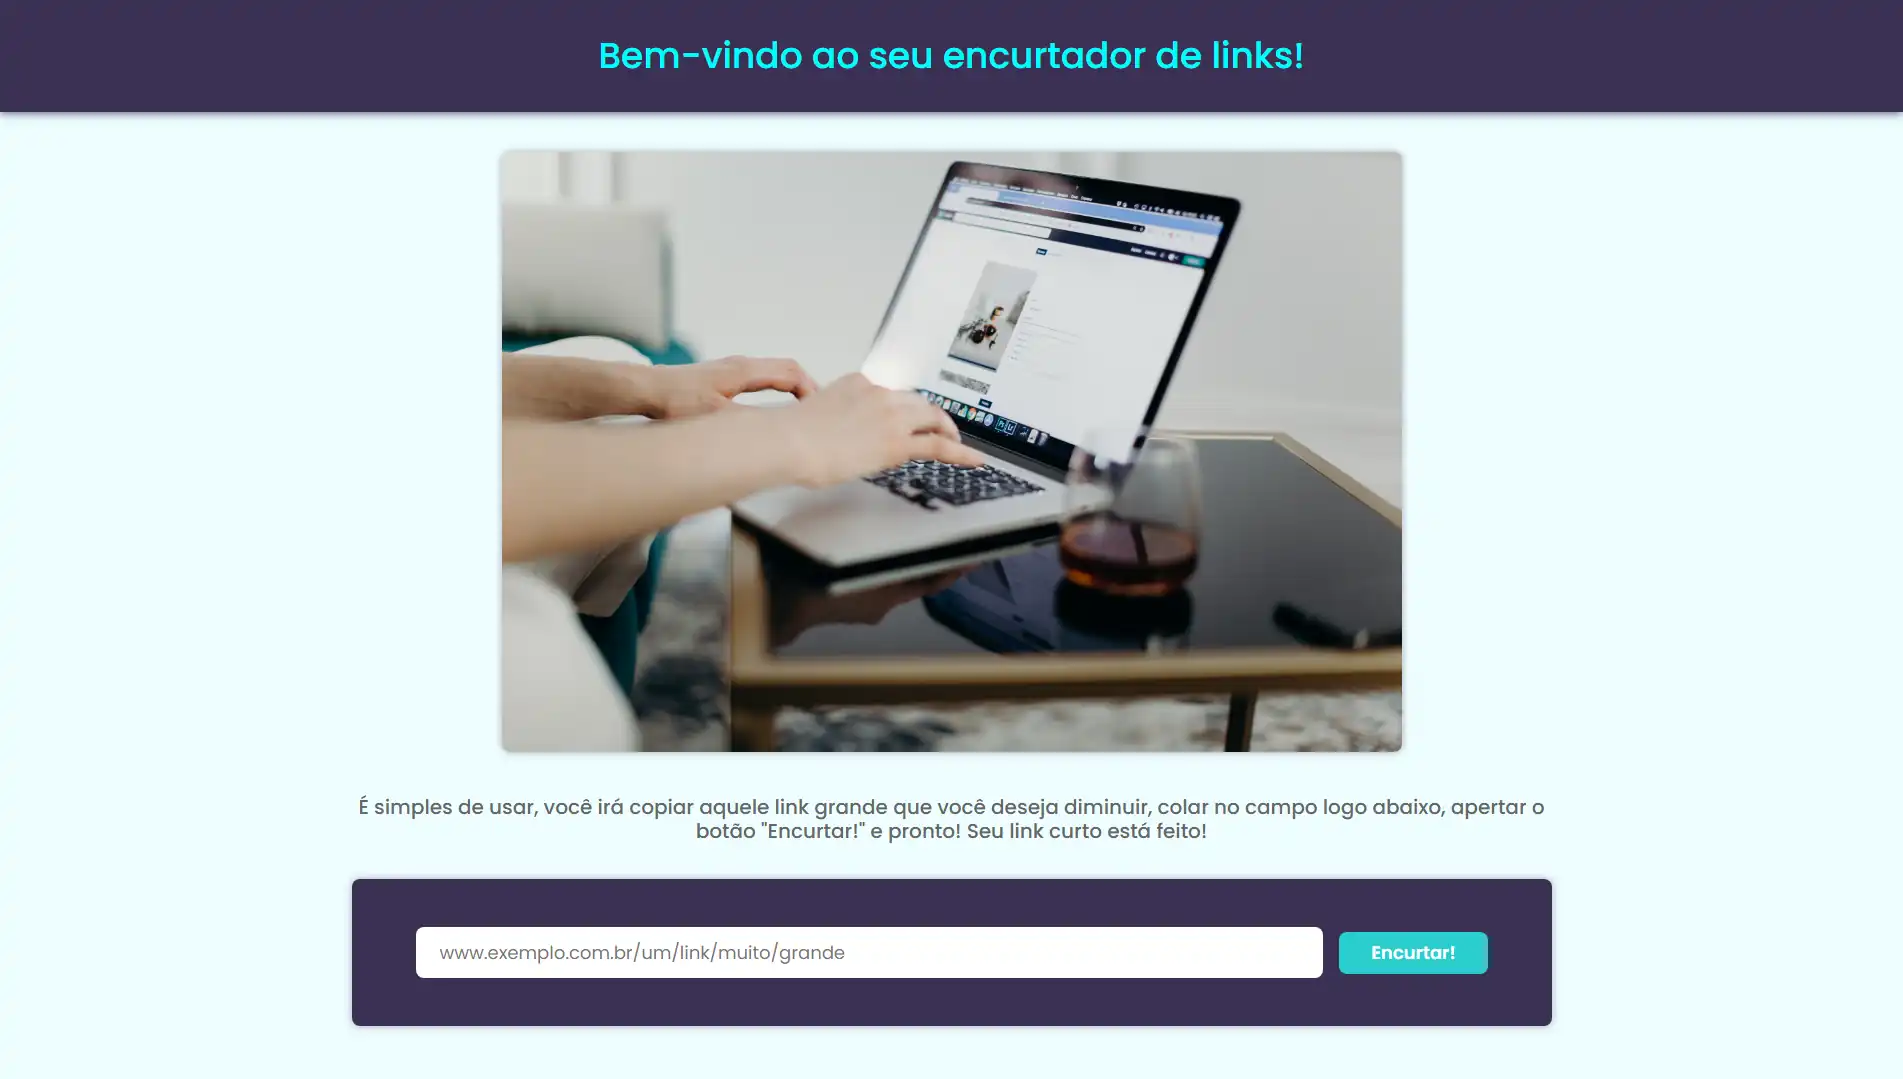 Bem-vindo ao seu encurtador de links!
É simples de usar, você irá copiar aquele link grande que você deseja diminuir, colar no campo logo abaixo, apertar o
botão "Encurtar!" e pronto! Seu link curto está feito!
www.exemplo.com.br/um/link/muito/grande
Encurtar!